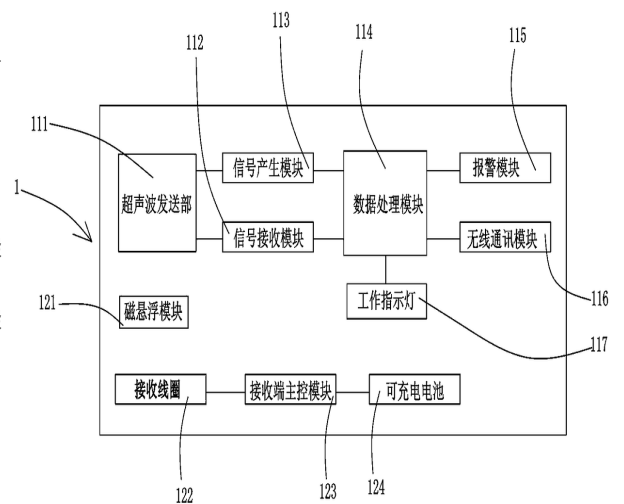 113
114
115
112
111
信号产生模块
报警模块
1
超声波发送部
数据处理模块
信号接收模块
无线通讯模块
121
磁悬浮模块
工作指示灯
116
117
接收线圈
接收端主控模块
可充电电池
122
123
124